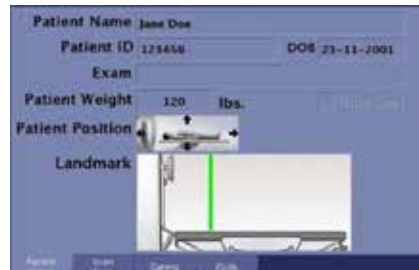 Patient Name Jane Doe
Patient ID 123456 DOB 23-11-2001
Exam
Patient Weight 120 lbs.
Patient Position
Landmark
Patient Scan